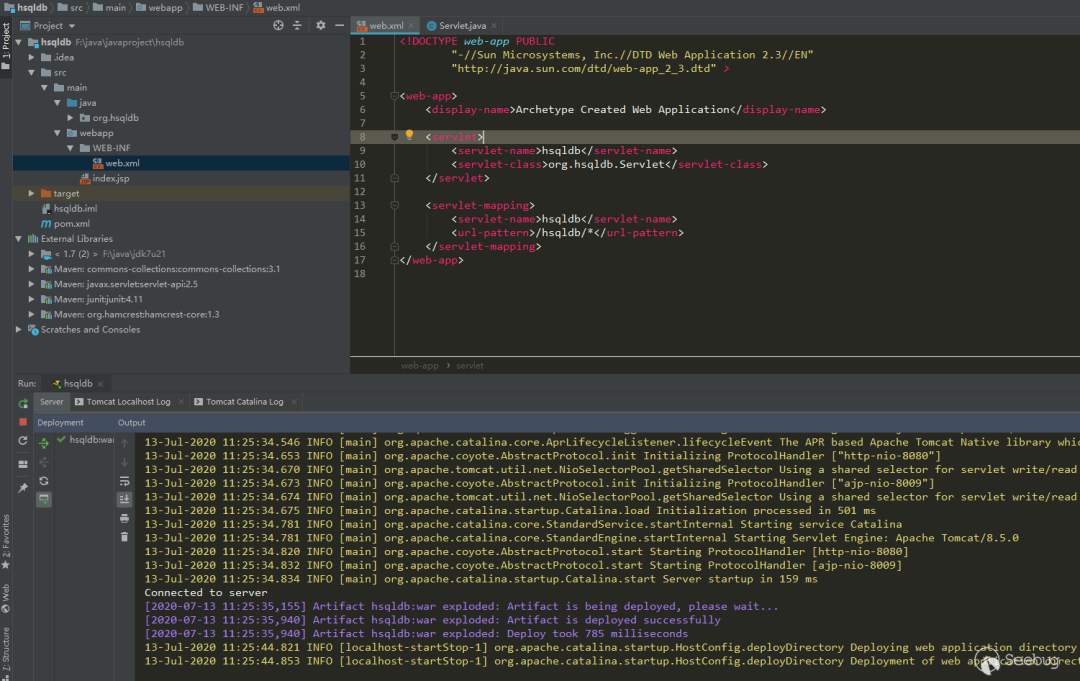 hsqldb src main webapp WEB-INF web.xml
Project
web.xml
Servlet.java
1: Project
hsqldb F:\java\javaproject\hsqldb
.idea
src
main
java
org.hsqldb
webapp
WEB-INF
web.xml
index.jsp
target
hsqldb.iml
pom.xml
External Libraries
< 1.7 (2) > F:\java\jdk7u21
Maven: commons-collections:commons-collections:3.1
Maven: javax.servlet:servlet-api:2.5
Maven: junit:junit:4.11
Maven: org.hamcrest:hamcrest-core:1.3
Scratches and Consoles
1 <!DOCTYPE web-app PUBLIC
2 "-//Sun Microsystems, Inc.//DTD Web Application 2.3//EN"
3 "http://java.sun.com/dtd/web-app_2_3.dtd" >
4
5 <web-app>
6 <display-name>Archetype Created Web Application</display-name>
7
8 <servlet>
9 <servlet-name>hsqldb</servlet-name>
10 <servlet-class>org.hsqldb.Servlet</servlet-class>
11 </servlet>
12
13 <servlet-mapping>
14 <servlet-name>hsqldb</servlet-name>
15 <url-pattern>/hsqldb/*</url-pattern>
16 </servlet-mapping>
17 </web-app>
18
web-app › servlet
Run: hsqldb
Server Tomcat Localhost Log Tomcat Catalina Log
Deployment Output
hsqldb:war
13-Jul-2020 11:25:34.546 INFO [main] org.apache.catalina.core.AprLifecycleListener.lifecycleEvent The APR based Apache Tomcat Native library whic
13-Jul-2020 11:25:34.653 INFO [main] org.apache.coyote.AbstractProtocol.init Initializing ProtocolHandler ["http-nio-8080"]
13-Jul-2020 11:25:34.670 INFO [main] org.apache.tomcat.util.net.NioSelectorPool.getSharedSelector Using a shared selector for servlet write/read
13-Jul-2020 11:25:34.673 INFO [main] org.apache.coyote.AbstractProtocol.init Initializing ProtocolHandler ["ajp-nio-8009"]
13-Jul-2020 11:25:34.674 INFO [main] org.apache.tomcat.util.net.NioSelectorPool.getSharedSelector Using a shared selector for servlet write/read
13-Jul-2020 11:25:34.675 INFO [main] org.apache.catalina.startup.Catalina.load Initialization processed in 501 ms
13-Jul-2020 11:25:34.781 INFO [main] org.apache.catalina.core.StandardService.startInternal Starting service Catalina
13-Jul-2020 11:25:34.781 INFO [main] org.apache.catalina.core.StandardEngine.startInternal Starting Servlet Engine: Apache Tomcat/8.5.0
13-Jul-2020 11:25:34.820 INFO [main] org.apache.coyote.AbstractProtocol.start Starting ProtocolHandler [http-nio-8080]
13-Jul-2020 11:25:34.832 INFO [main] org.apache.coyote.AbstractProtocol.start Starting ProtocolHandler [ajp-nio-8009]
13-Jul-2020 11:25:34.834 INFO [main] org.apache.catalina.startup.Catalina.start Server startup in 159 ms
Connected to server
[2020-07-13 11:25:35,155] Artifact hsqldb:war exploded: Artifact is being deployed, please wait...
[2020-07-13 11:25:35,940] Artifact hsqldb:war exploded: Artifact is deployed successfully
[2020-07-13 11:25:35,940] Artifact hsqldb:war exploded: Deploy took 785 milliseconds
13-Jul-2020 11:25:44.821 INFO [localhost-startStop-1] org.apache.catalina.startup.HostConfig.deployDirectory Deploying web application directory
13-Jul-2020 11:25:44.853 INFO [localhost-startStop-1] org.apache.catalina.startup.HostConfig.deployDirectory Deployment of web
2: Favorites
Web
Z: Structure
Seebug